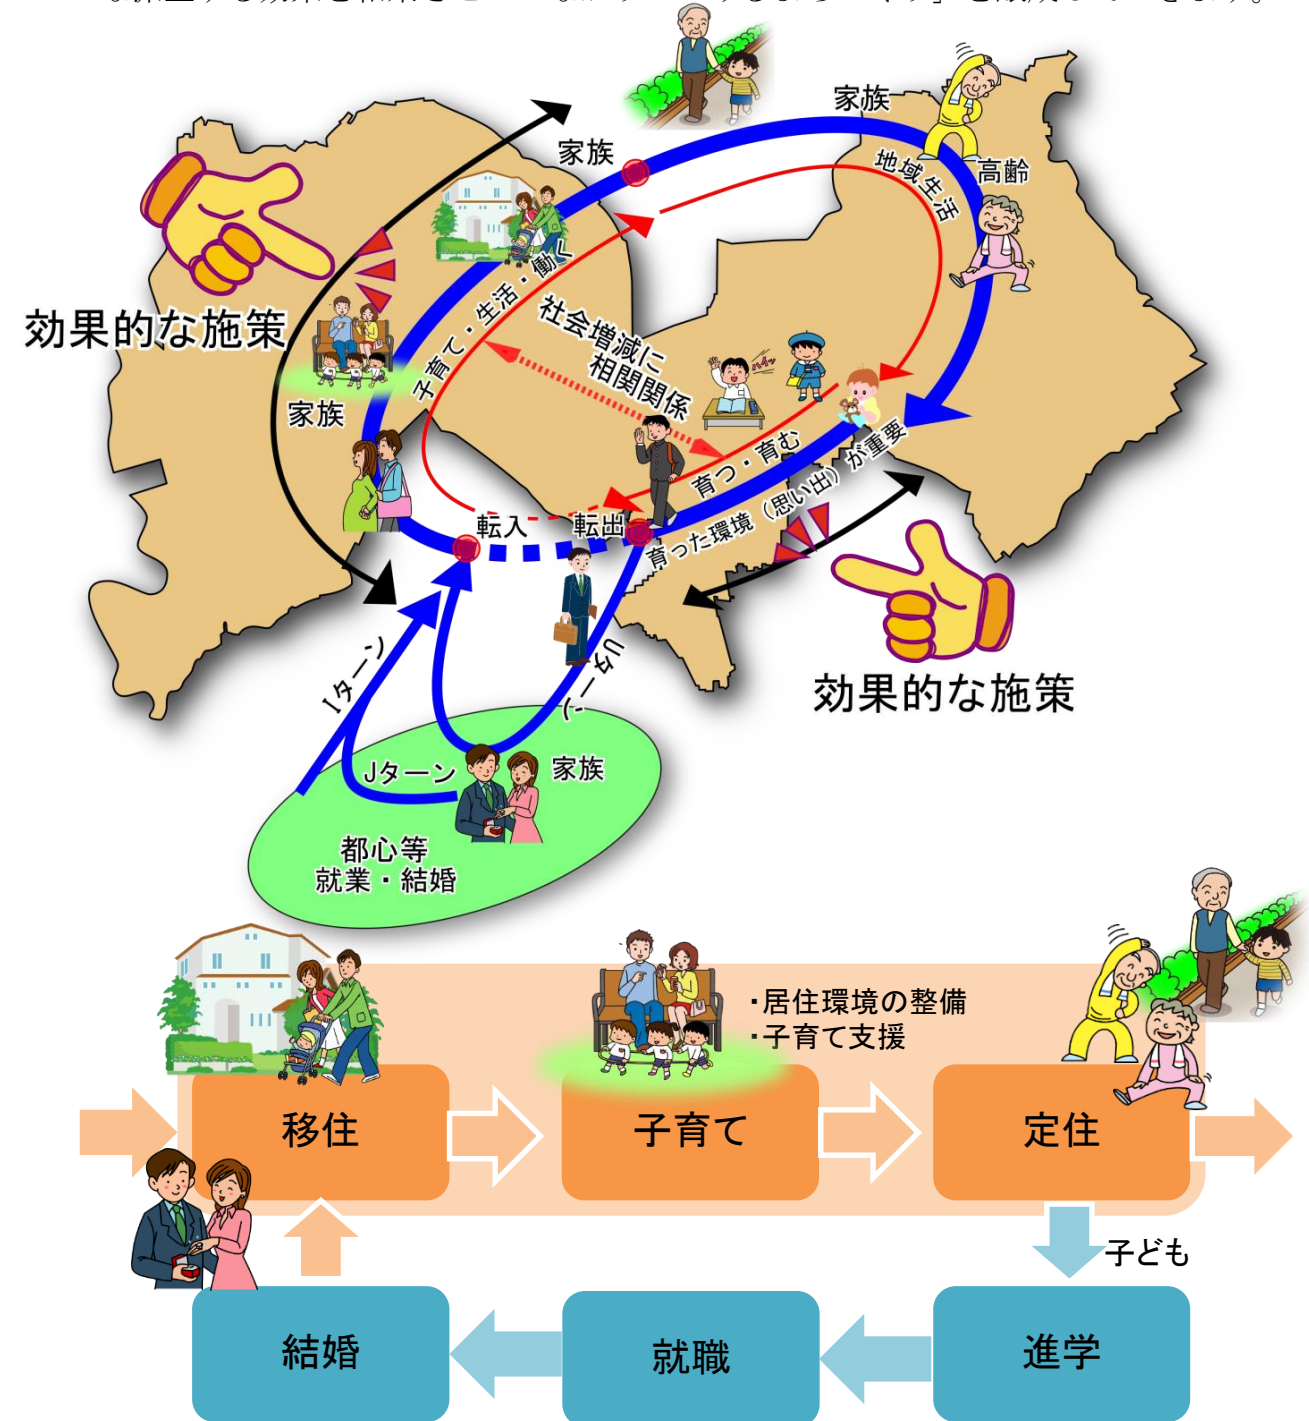 家族
家族
地域生活
高齢
効果的な施策
子育て・生活・働く
社会増減に
相関関係
ハイッ
家族
育つ・育む
育った環境（思い出）が重要
転入
転出
Iターン
Uターン
効果的な施策
Jターン
家族
都心等
就業・結婚
・居住環境の整備
・子育て支援
移住
子育て
定住
子ども
結婚
就職
進学